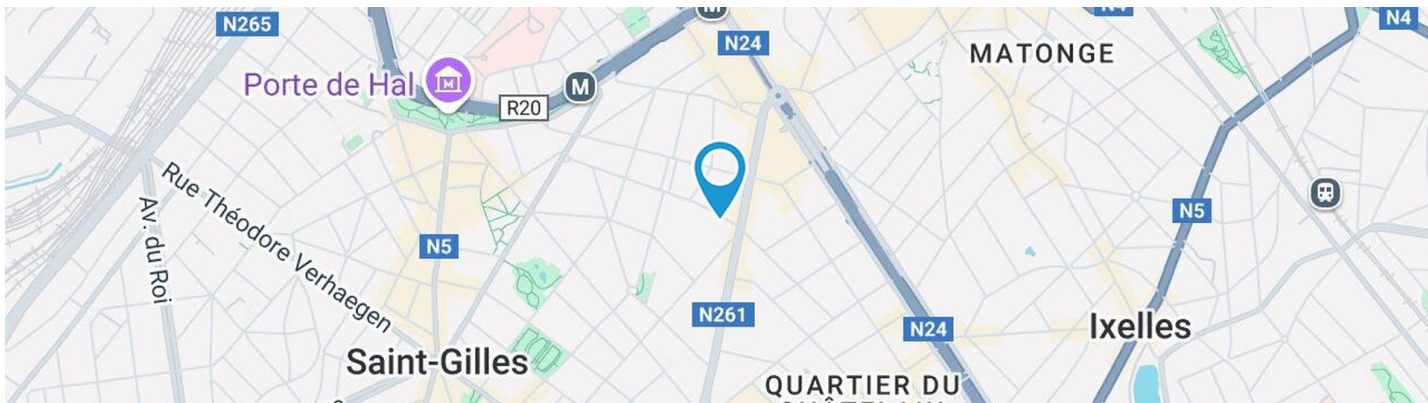 N265
N24
N4
MATONGE
Porte de Hal
M
R20
Rue Théodore Verhaegen
Av. du Roi
N5
N5
N261
N24
Ixelles
Saint-Gilles
QUARTIER DU